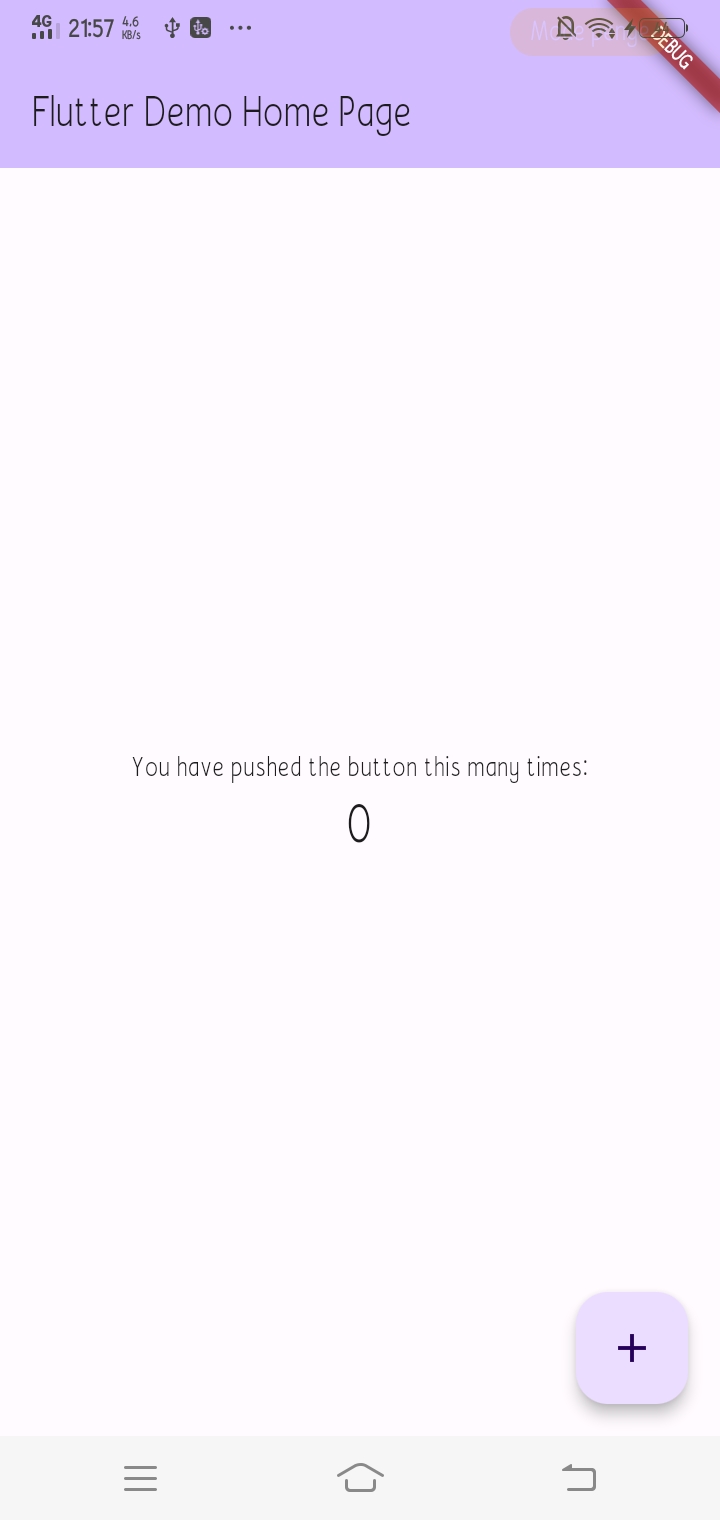 4G 21:57 4.6 KB/s
DEBUG
Flutter Demo Home Page
You have pushed the button this many times:
0